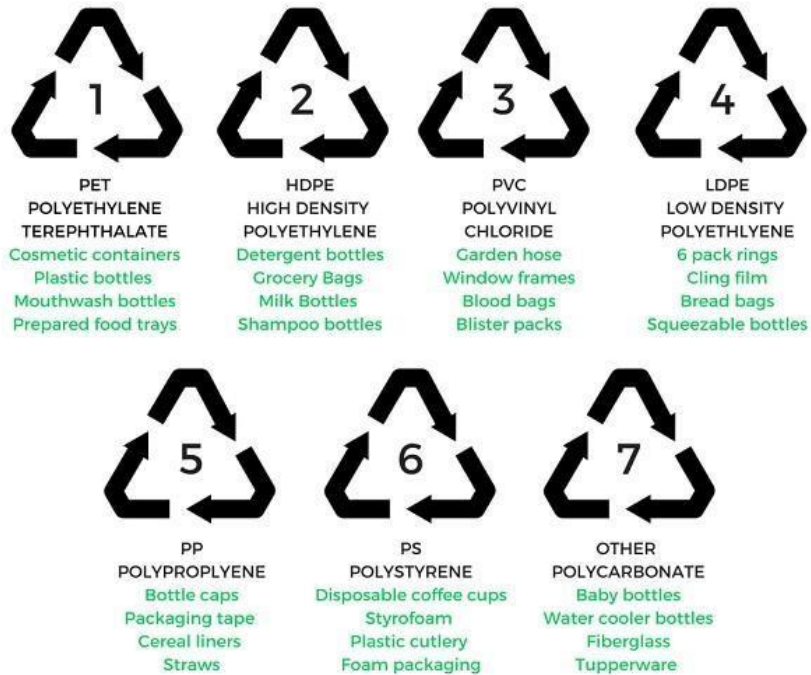 1
PET
POLYETHYLENE
TEREPHTHALATE
Cosmetic containers
Plastic bottles
Mouthwash bottles
Prepared food trays
2
HDPE
HIGH DENSITY
POLYETHYLENE
Detergent bottles
Grocery Bags
Milk Bottles
Shampoo bottles
3
PVC
POLYVINYL
CHLORIDE
Garden hose
Window frames
Blood bags
Blister packs
4
LDPE
LOW DENSITY
POLYETHLYENE
6 pack rings
Cling film
Bread bags
Squeezable bottles
5
PP
POLYPROPLYENE
Bottle caps
Packaging tape
Cereal liners
Straws
6
PS
POLYSTYRENE
Disposable coffee cups
Styrofoam
Plastic cutlery
Foam packaging
7
OTHER
POLYCARBONATE
Baby bottles
Water cooler bottles
Fiberglass
Tupperware